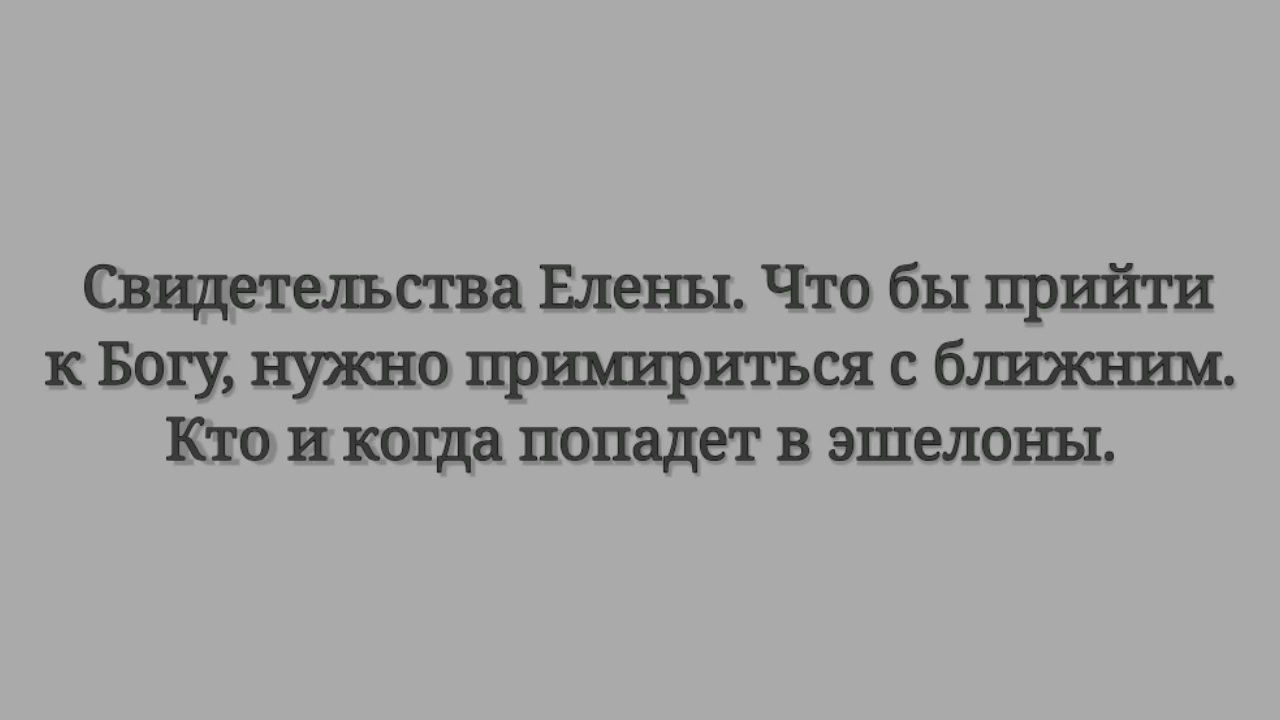 Свидетельства Елены. Что бы прийти
к Богу, нужно примириться с ближним.
Кто и когда попадет в эшелоны.